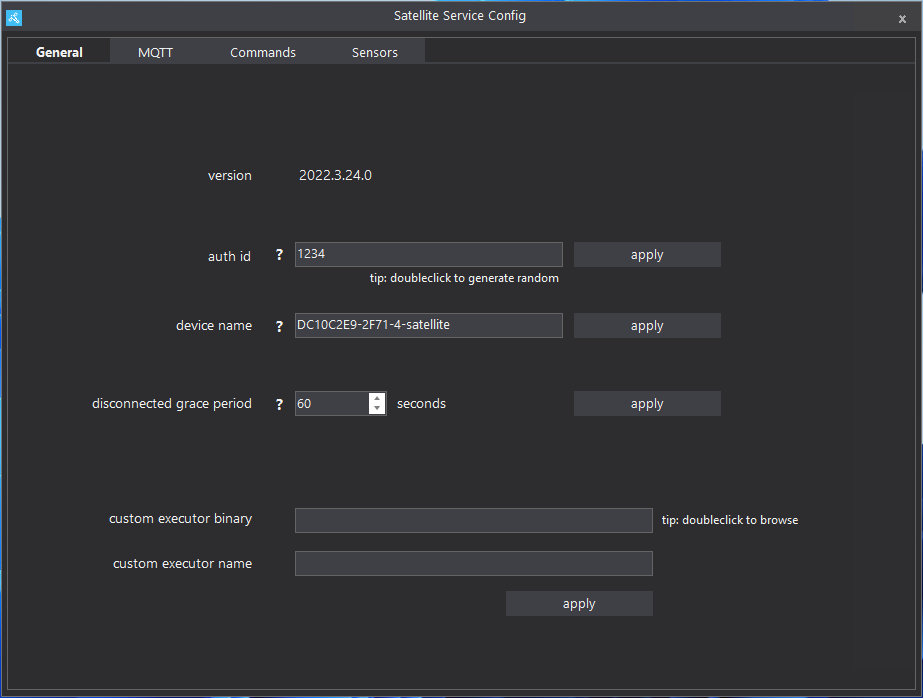 Satellite Service Config
x
General MQTT Commands Sensors
version 2022.3.24.0
auth id ? 1234 apply
tip: doubleclick to generate random
device name ? DC10C2E9-2F71-4-satellite apply
disconnected grace period ? 60 seconds apply
custom executor binary tip: doubleclick to browse
custom executor name
apply